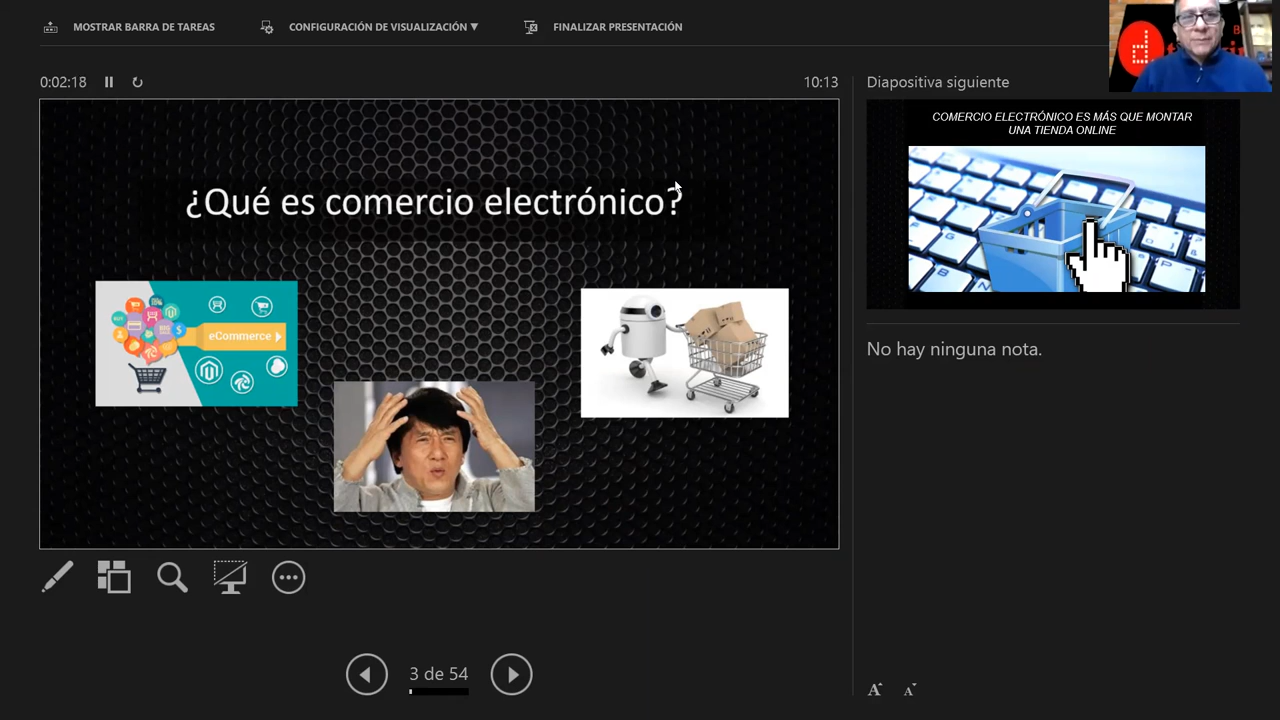 MOSTRAR BARRA DE TAREAS
CONFIGURACIÓN DE VISUALIZACIÓN ▼
FINALIZAR PRESENTACIÓN
0:02:18
10:13
Diapositiva siguiente
¿Qué es comercio electrónico?
eCommerce
COMERCIO ELECTRÓNICO ES MÁS QUE MONTAR
UNA TIENDA ONLINE
No hay ninguna nota.
3 de 54
A
A